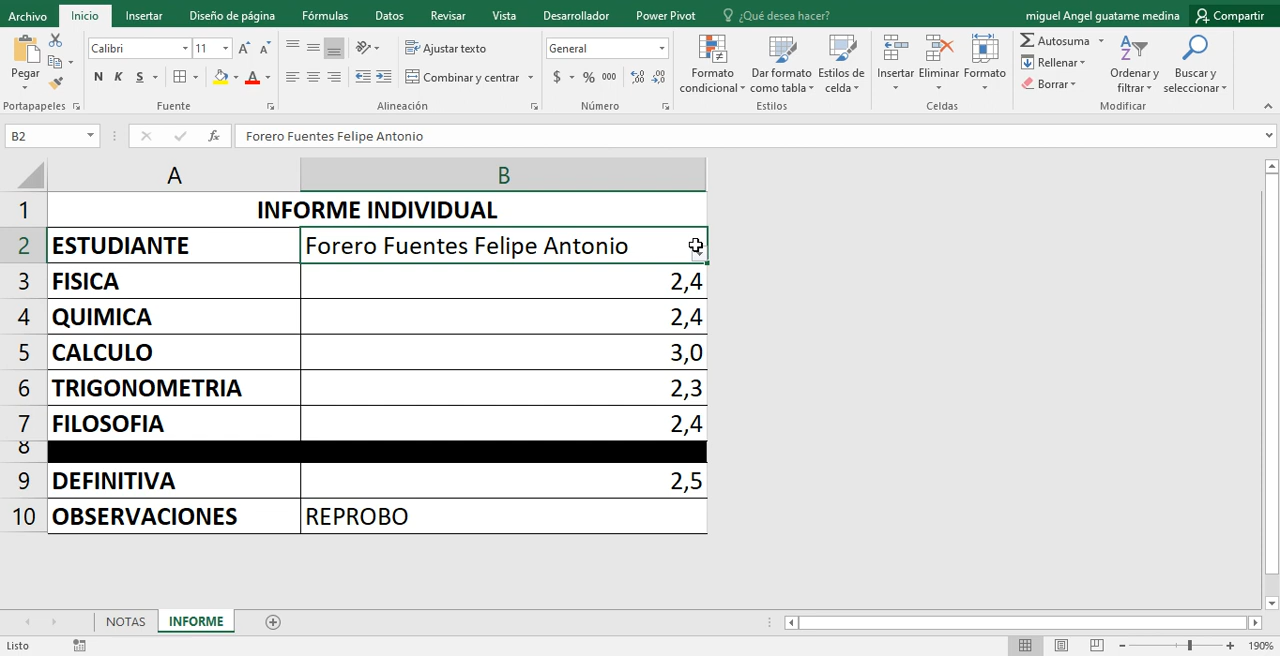 Archivo Inicio Insertar Diseño de página Fórmulas Datos Revisar Vista Desarrollador Power Pivot ¿Qué desea hacer? miguel Angel guatame medina Compartir
Pegar
Portapapeles
Calibri 11
N K S A
Fuente
Ajustar texto
Combinar y centrar
Alineación
General
$ % 000
Número
Formato condicional
Dar formato como tabla
Estilos de celda
Estilos
Insertar Eliminar Formato
Celdas
Autosuma
Rellenar
Borrar
Ordenar y filtrar
Buscar y seleccionar
Modificar
B2 fx Forero Fuentes Felipe Antonio
A B
1 INFORME INDIVIDUAL
2 ESTUDIANTE Forero Fuentes Felipe Antonio
3 FISICA 2,4
4 QUIMICA 2,4
5 CALCULO 3,0
6 TRIGONOMETRIA 2,3
7 FILOSOFIA 2,4
8
9 DEFINITIVA 2,5
10 OBSERVACIONES REPROBO
NOTAS INFORME
Listo 190%